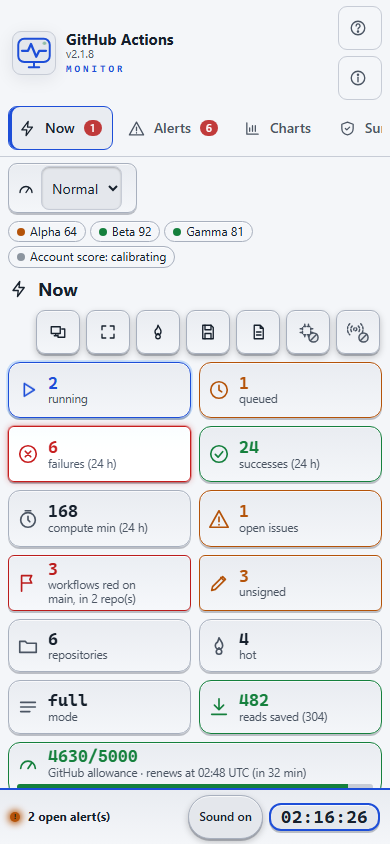 GitHub Actions
v2.1.8
MONITOR
Now 1
Alerts 6
Charts
Su
Normal
Alpha 64
Beta 92
Gamma 81
Account score: calibrating
Now
2
running
1
queued
6
failures (24 h)
24
successes (24 h)
168
compute min (24 h)
1
open issues
3
workflows red on
main, in 2 repo(s)
3
unsigned
6
repositories
4
hot
full
mode
482
reads saved (304)
4630/5000
GitHub allowance · renews at 02:48 UTC (in 32 min)
2 open alert(s)
Sound on
02:16:26